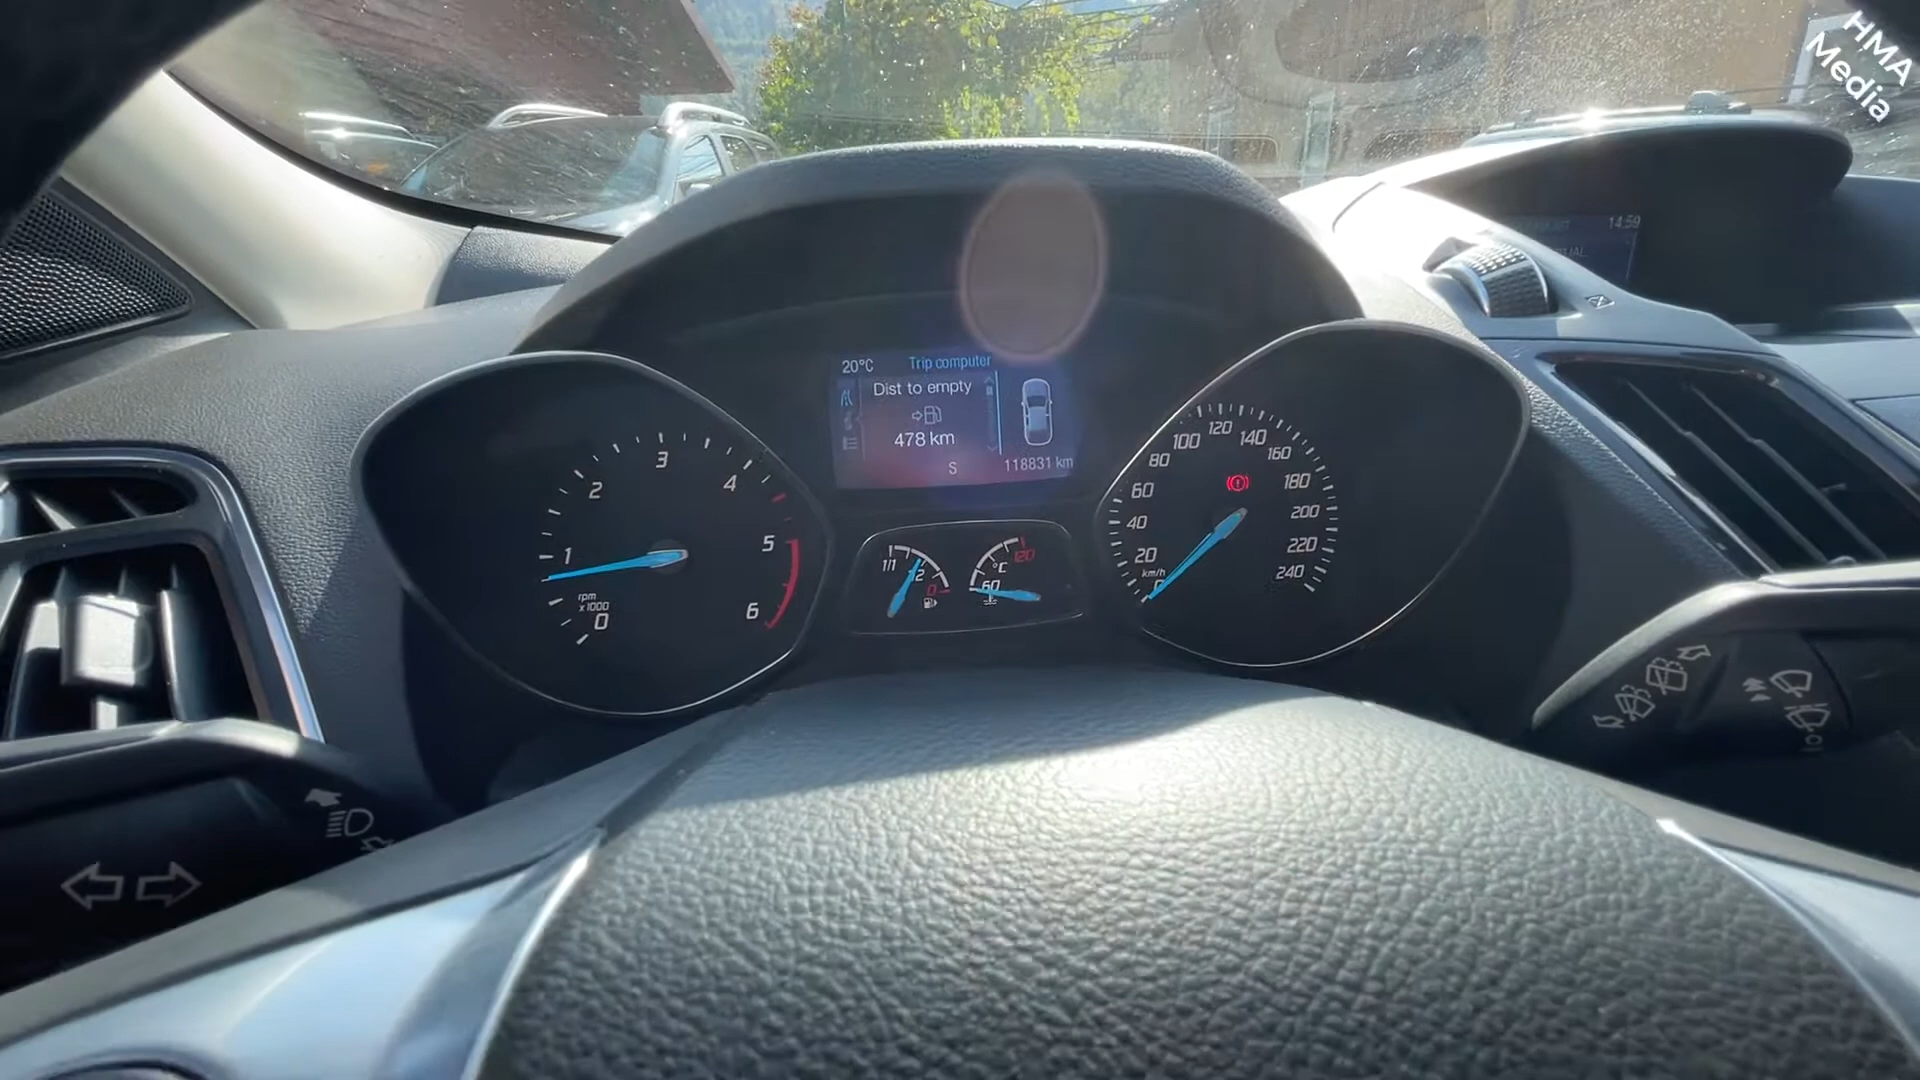 HMA
Media
14:59
20°C Trip computer
Dist to empty
478 km
S 118831 km
1 2 3 4 5 6
rpm
x1000
0
1/1 1/2 0
°C
60 120
0 20 40 60 80 100 120 140 160 180 200 220 240
km/h